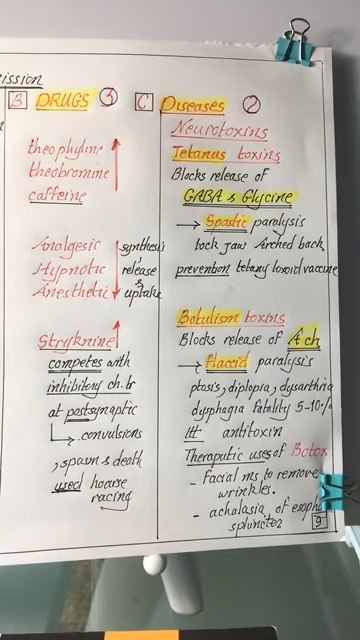 ission
B DRUGS 3
theophylline
theobromine
caffeine
Analgesic
Hypnotic
Anesthetic
synthesis
release
&
uptake
Stryknine
competes with
inhibitory ch. tr
at postsynaptic
convulsions
, spasm & death
used hoarse
racing
C Diseases 2
Neurotoxins
Tetanus toxins
Blocks release of
GABA & Glycine
→ Spastic paralysis
lock jaw Arched back
prevention tetany toxoid vaccine
Botulism toxins
Blocks release of Ach
→ Flaccid paralysis
ptosis, diplopia, dysarthria
dysphagia fatality 5-10%
ttt antitoxin
Theraputic uses of Botox
- facial ms to remove
wrinkles.
- achalasia of esoph
sphincter
9